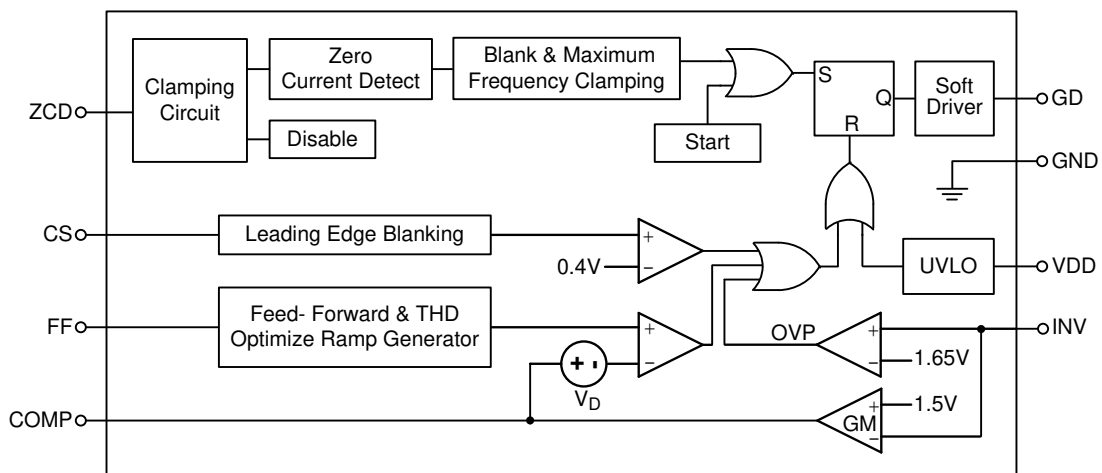 ZCD
Clamping
Circuit
Zero
Current Detect
Disable
Blank & Maximum
Frequency Clamping
Start
S
Q
R
Soft
Driver
GD
GND
CS
Leading Edge Blanking
+
−
0.4V
UVLO
VDD
FF
Feed- Forward & THD
Optimize Ramp Generator
+
−
+ -
VD
OVP
+
−
1.65V
INV
COMP
GM
+
−
1.5V